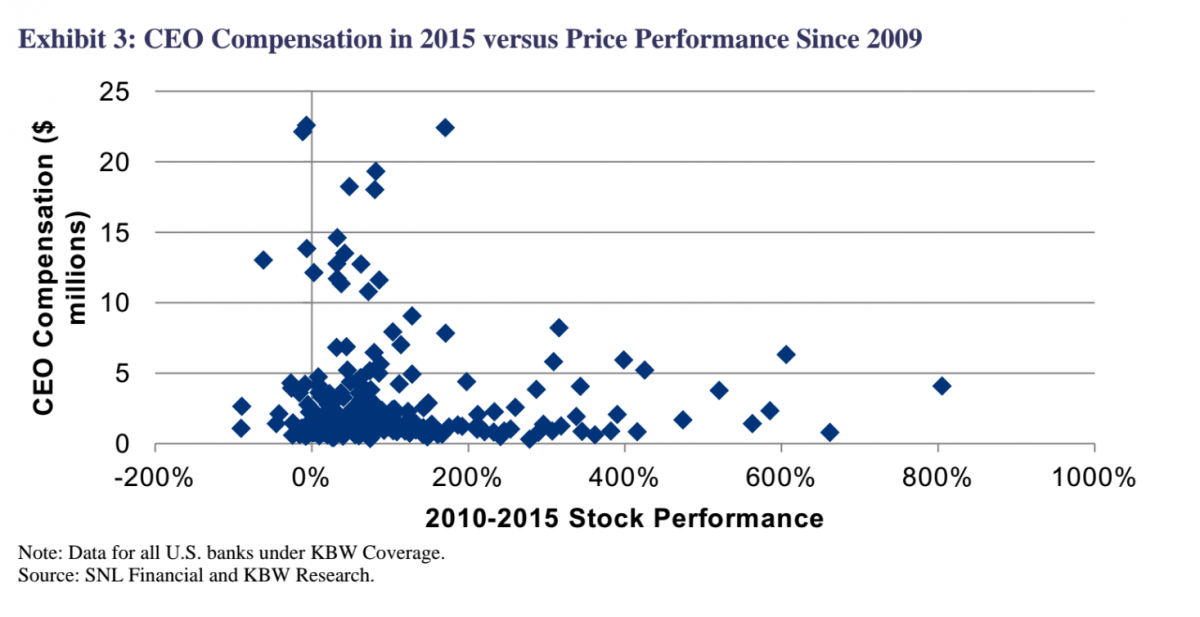 Exhibit 3: CEO Compensation in 2015 versus Price Performance Since 2009
25
20
15
10
5
0
CEO Compensation ($
millions)
-200% 0% 200% 400% 600% 800% 1000%
2010-2015 Stock Performance
Note: Data for all U.S. banks under KBW Coverage.
Source: SNL Financial and KBW Research.